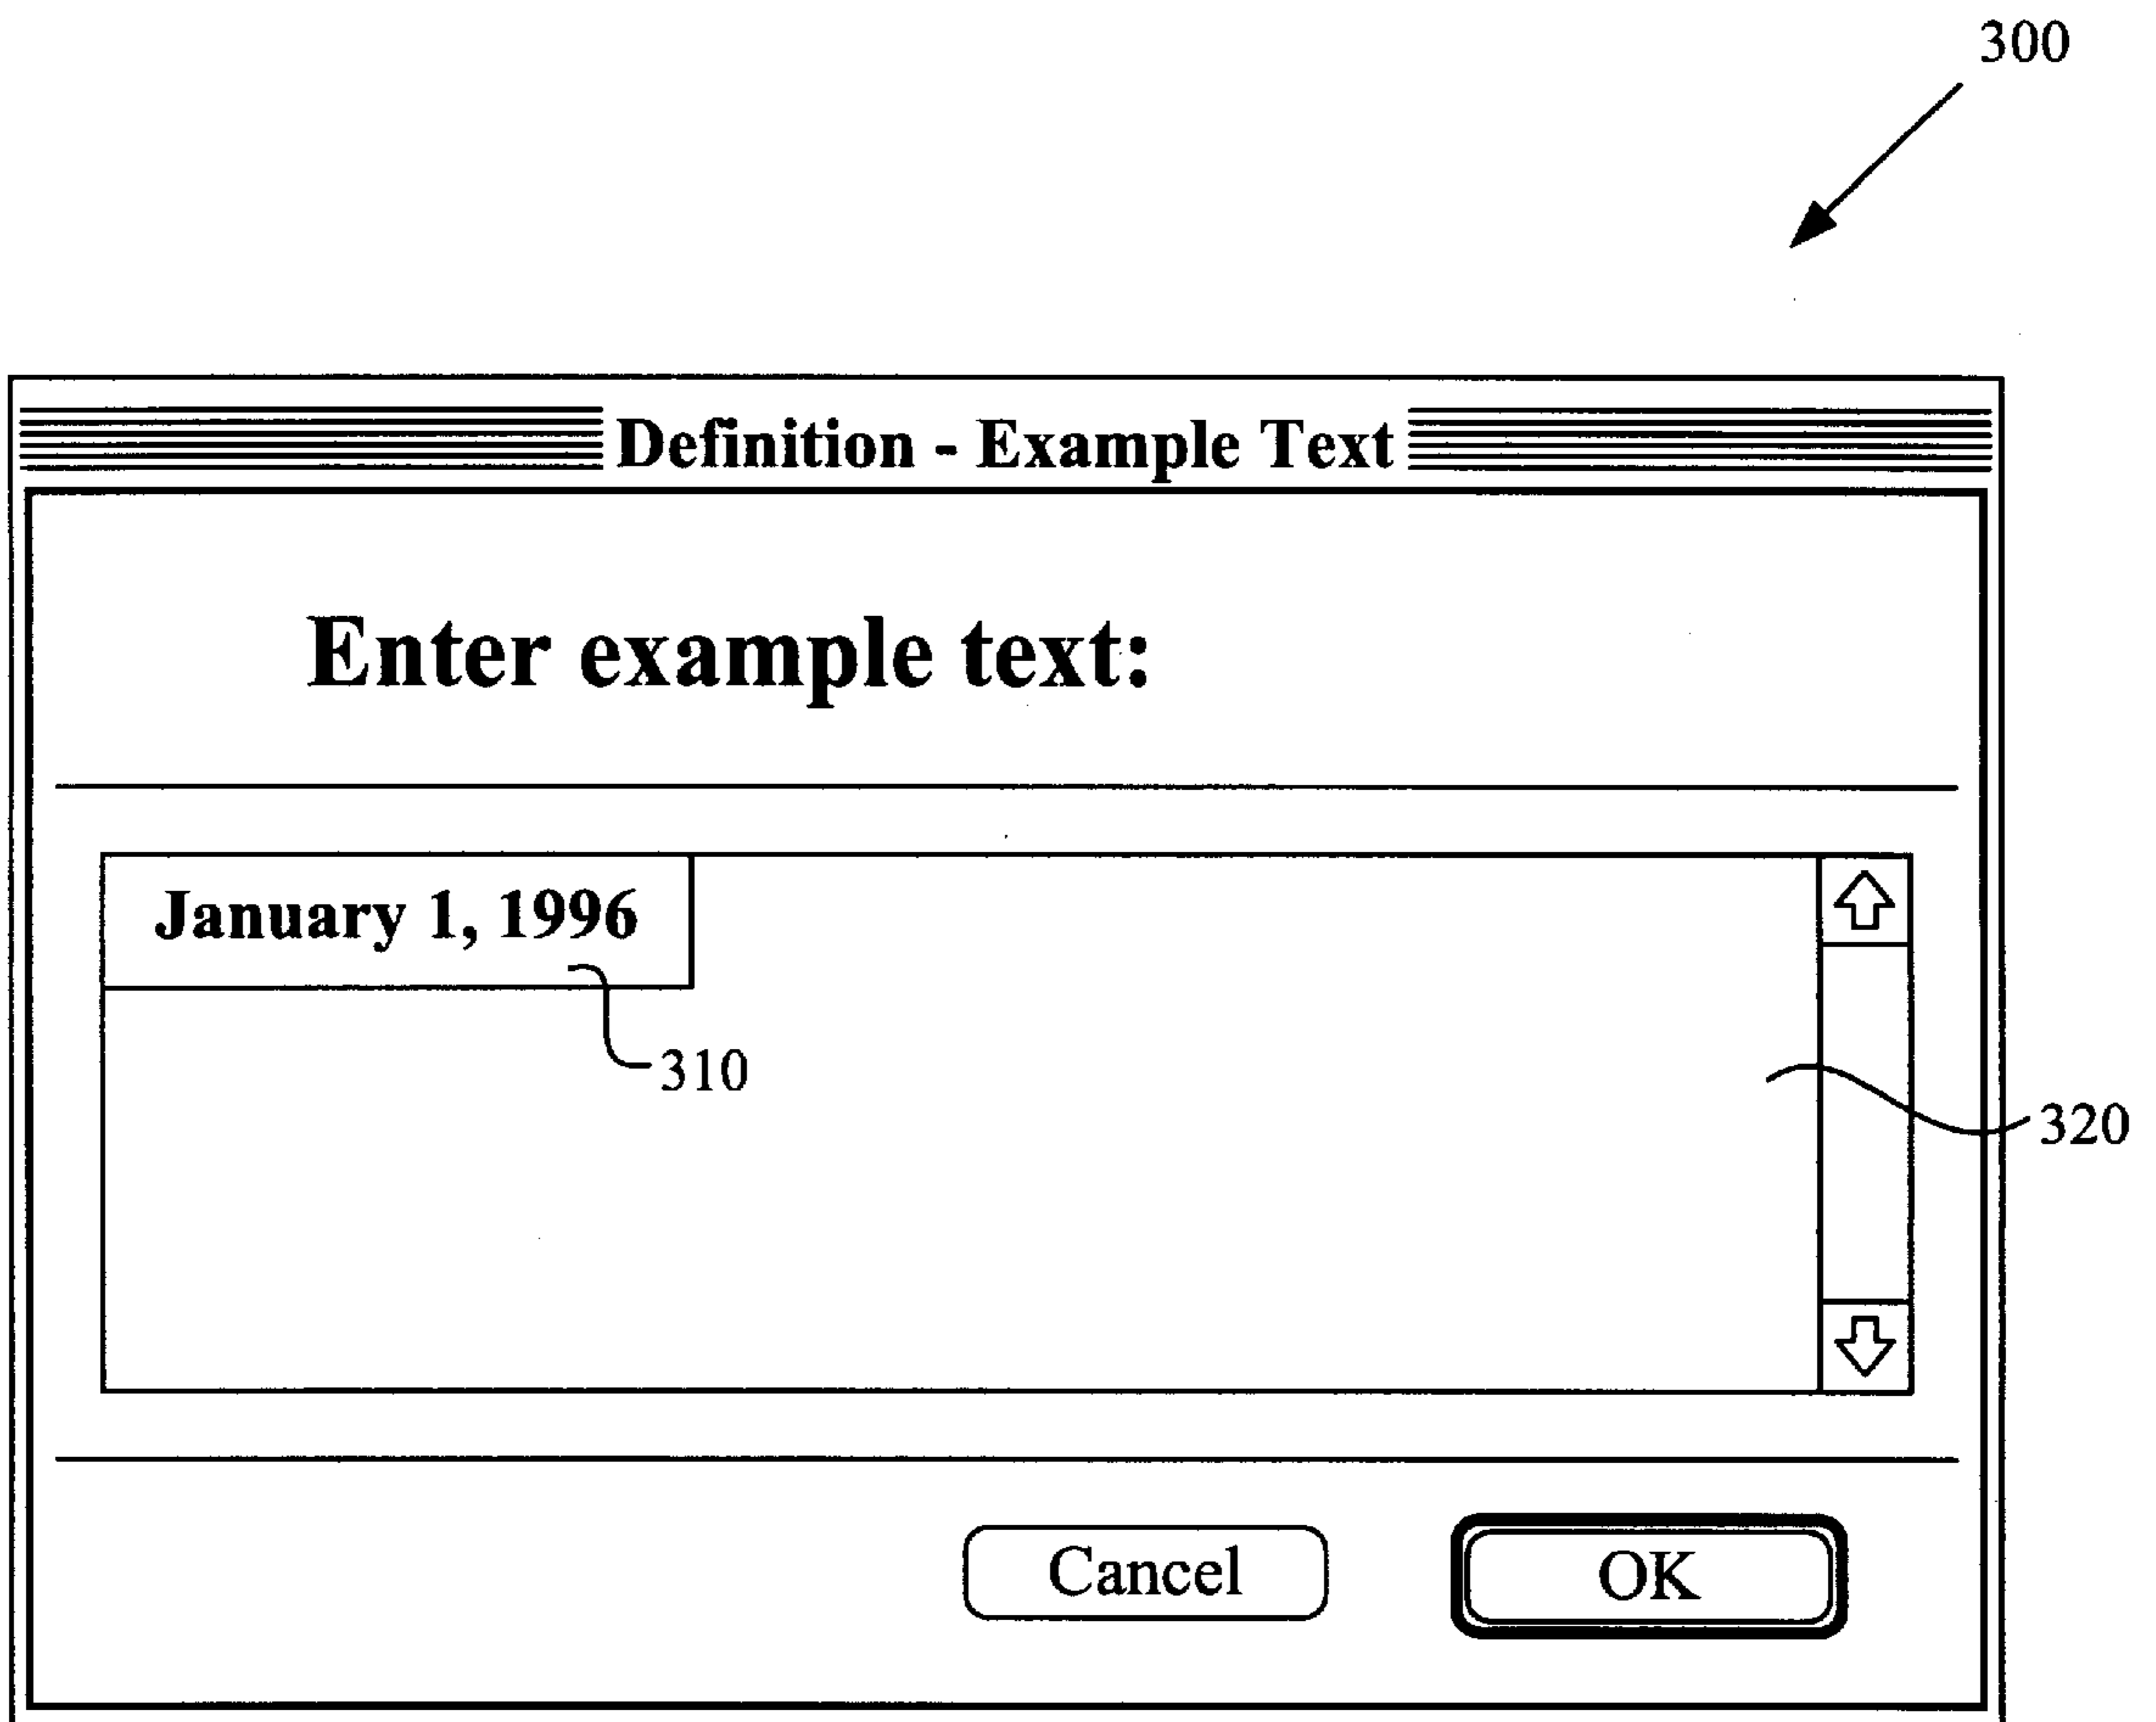 300
Definition - Example Text
Enter example text:
January 1, 1996
310
320
Cancel
OK